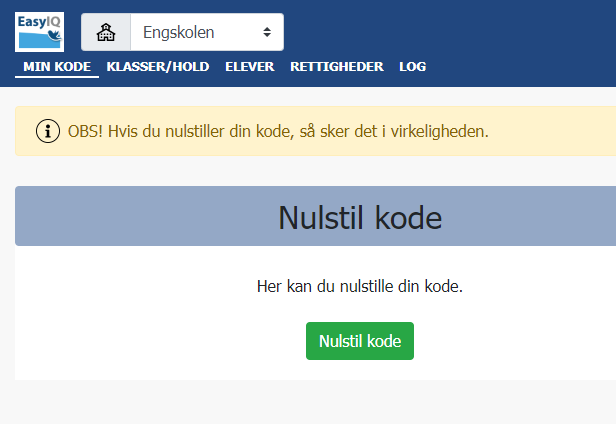 EasyIQ
Engskolen
MIN KODE KLASSER/HOLD ELEVER RETTIGHEDER LOG
OBS! Hvis du nulstiller din kode, så sker det i virkeligheden.
Nulstil kode
Her kan du nulstille din kode.
Nulstil kode